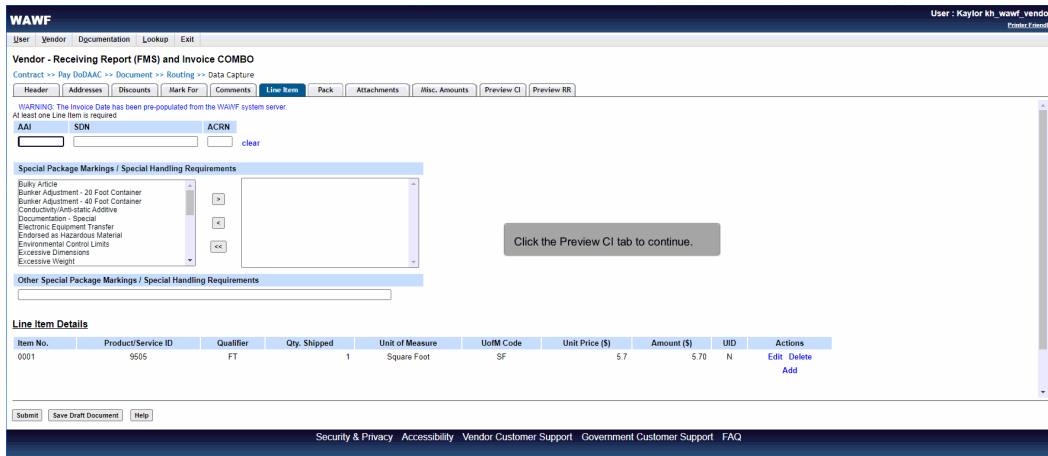 WAWF
User : Kaylor kh_wawf_vendo
Printer Friendl
User Vendor Documentation Lookup Exit
Vendor - Receiving Report (FMS) and Invoice COMBO
Contract >> Pay DoDAAC >> Document >> Routing >> Data Capture
Header Addresses Discounts Mark For Comments Line Item Pack Attachments Misc. Amounts Preview CI Preview RR
WARNING: The Invoice Date has been pre-populated from the WAWF system server.
At least one Line Item is required
AAI SDN ACRN
clear
Special Package Markings / Special Handling Requirements
Bulky Article
Bunker Adjustment - 20 Foot Container
Bunker Adjustment - 40 Foot Container
Conductivity/Anti-static Additive
Documentation - Special
Electronic Equipment Transfer
Endorsed as Hazardous Material
Environmental Control Limits
Excessive Dimensions
Excessive Weight
>
<
<<
Click the Preview CI tab to continue.
Other Special Package Markings / Special Handling Requirements
Line Item Details
Item No. Product/Service ID Qualifier Qty. Shipped Unit of Measure UofM Code Unit Price ($) Amount ($) UID Actions
0001 9505 FT 1 Square Foot SF 5.7 5.70 N Edit Delete
Add
Submit Save Draft Document Help
Security & Privacy Accessibility Vendor Customer Support Government Customer Support FAQ